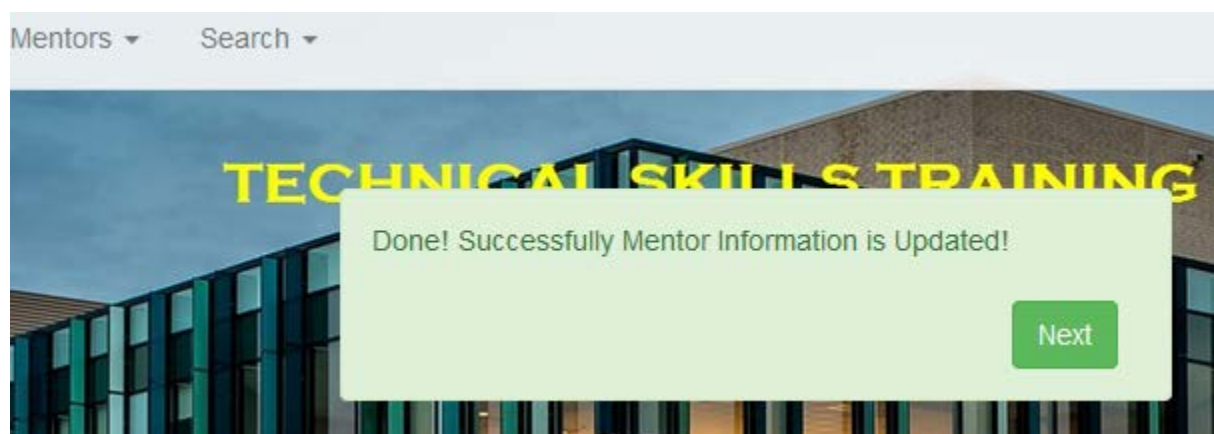 Mentors Search
TECHNICAL SKILLS TRAINING
Done! Successfully Mentor Information is Updated!
Next